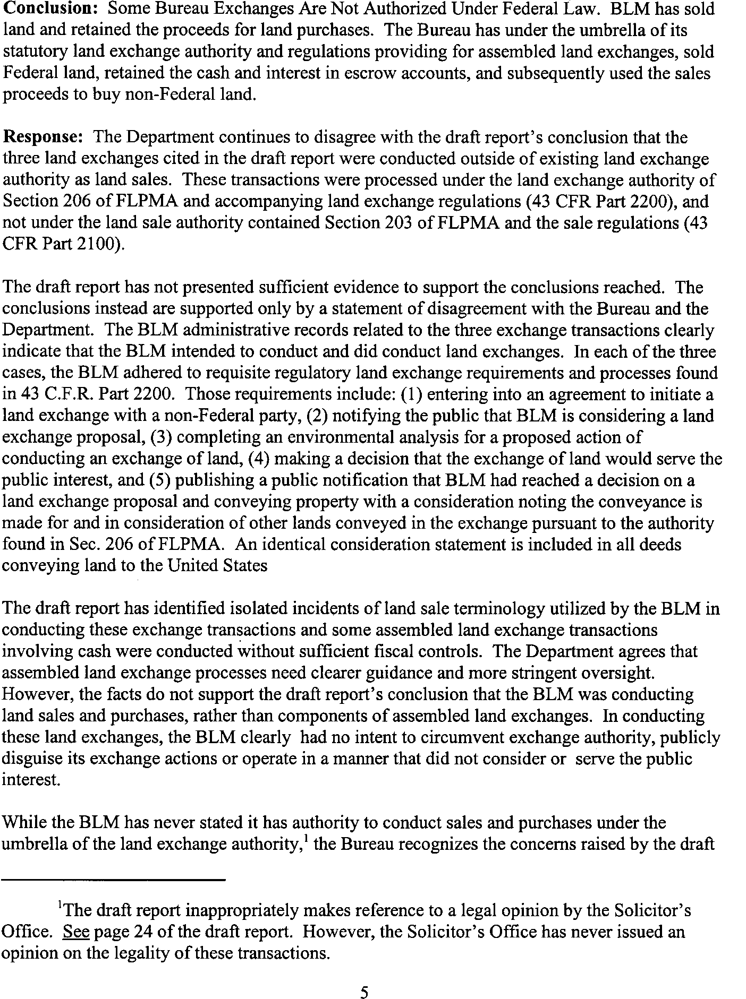 Conclusion: Some Bureau Exchanges Are Not Authorized Under Federal Law. BLM has sold
land and retained the proceeds for land purchases. The Bureau has under the umbrella of its
statutory land exchange authority and regulations providing for assembled land exchanges, sold
Federal land, retained the cash and interest in escrow accounts, and subsequently used the sales
proceeds to buy non-Federal land.
Response: The Department continues to disagree with the draft report's conclusion that the
three land exchanges cited in the draft report were conducted outside of existing land exchange
authority as land sales. These transactions were processed under the land exchange authority of
Section 206 of FLPMA and accompanying land exchange regulations (43 CFR Part 2200), and
not under the land sale authority contained Section 203 of FLPMA and the sale regulations (43
CFR Part 2100).
The draft report has not presented sufficient evidence to support the conclusions reached. The
conclusions instead are supported only by a statement of disagreement with the Bureau and the
Department. The BLM administrative records related to the three exchange transactions clearly
indicate that the BLM intended to conduct and did conduct land exchanges. In each of the three
cases, the BLM adhered to requisite regulatory land exchange requirements and processes found
in 43 C.F.R. Part 2200. Those requirements include: (1) entering into an agreement to initiate a
land exchange with a non-Federal party, (2) notifying the public that BLM is considering a land
exchange proposal, (3) completing an environmental analysis for a proposed action of
conducting an exchange of land, (4) making a decision that the exchange of land would serve the
public interest, and (5) publishing a public notification that BLM had reached a decision on a
land exchange proposal and conveying property with a consideration noting the conveyance is
made for and in consideration of other lands conveyed in the exchange pursuant to the authority
found in Sec. 206 of FLPMA. An identical consideration statement is included in all deeds
conveying land to the United States
The draft report has identified isolated incidents of land sale terminology utilized by the BLM in
conducting these exchange transactions and some assembled land exchange transactions
involving cash were conducted without sufficient fiscal controls. The Department agrees that
assembled land exchange processes need clearer guidance and more stringent oversight.
However, the facts do not support the draft report's conclusion that the BLM was conducting
land sales and purchases, rather than components of assembled land exchanges. In conducting
these land exchanges, the BLM clearly had no intent to circumvent exchange authority, publicly
disguise its exchange actions or operate in a manner that did not consider or serve the public
interest.
While the BLM has never stated it has authority to conduct sales and purchases under the
umbrella of the land exchange authority,¹ the Bureau recognizes the concerns raised by the draft
¹The draft report inappropriately makes reference to a legal opinion by the Solicitor's
Office. See page 24 of the draft report. However, the Solicitor's Office has never issued an
opinion on the legality of these transactions.
5